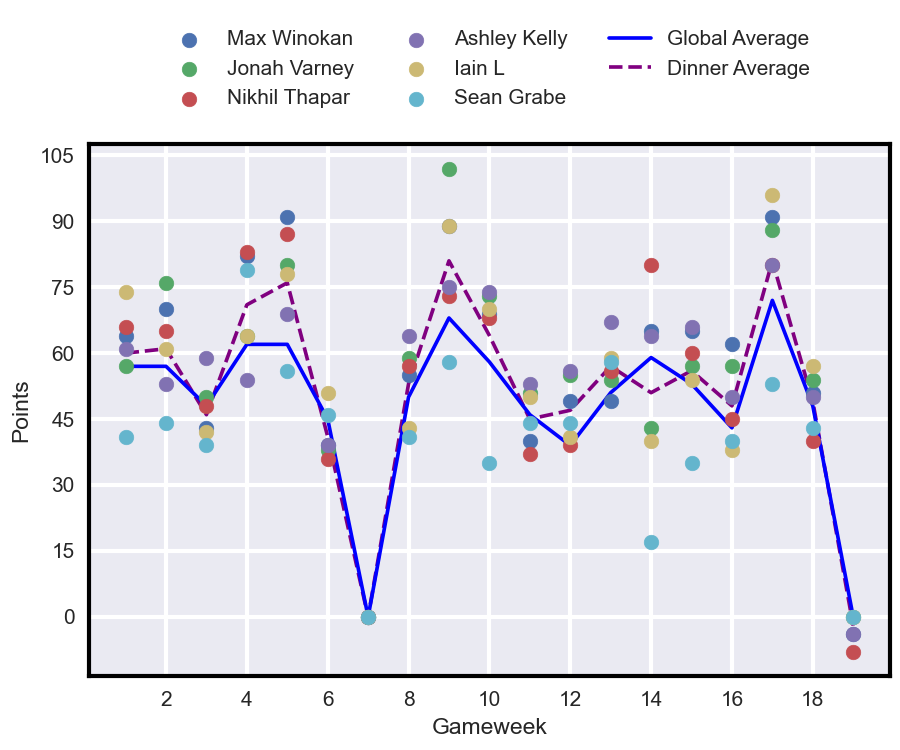 Max Winokan
Jonah Varney
Nikhil Thapar
Ashley Kelly
Iain L
Sean Grabe
Global Average
Dinner Average
105
90
75
60
45
30
15
0
Points
2 4 6 8 10 12 14 16 18
Gameweek